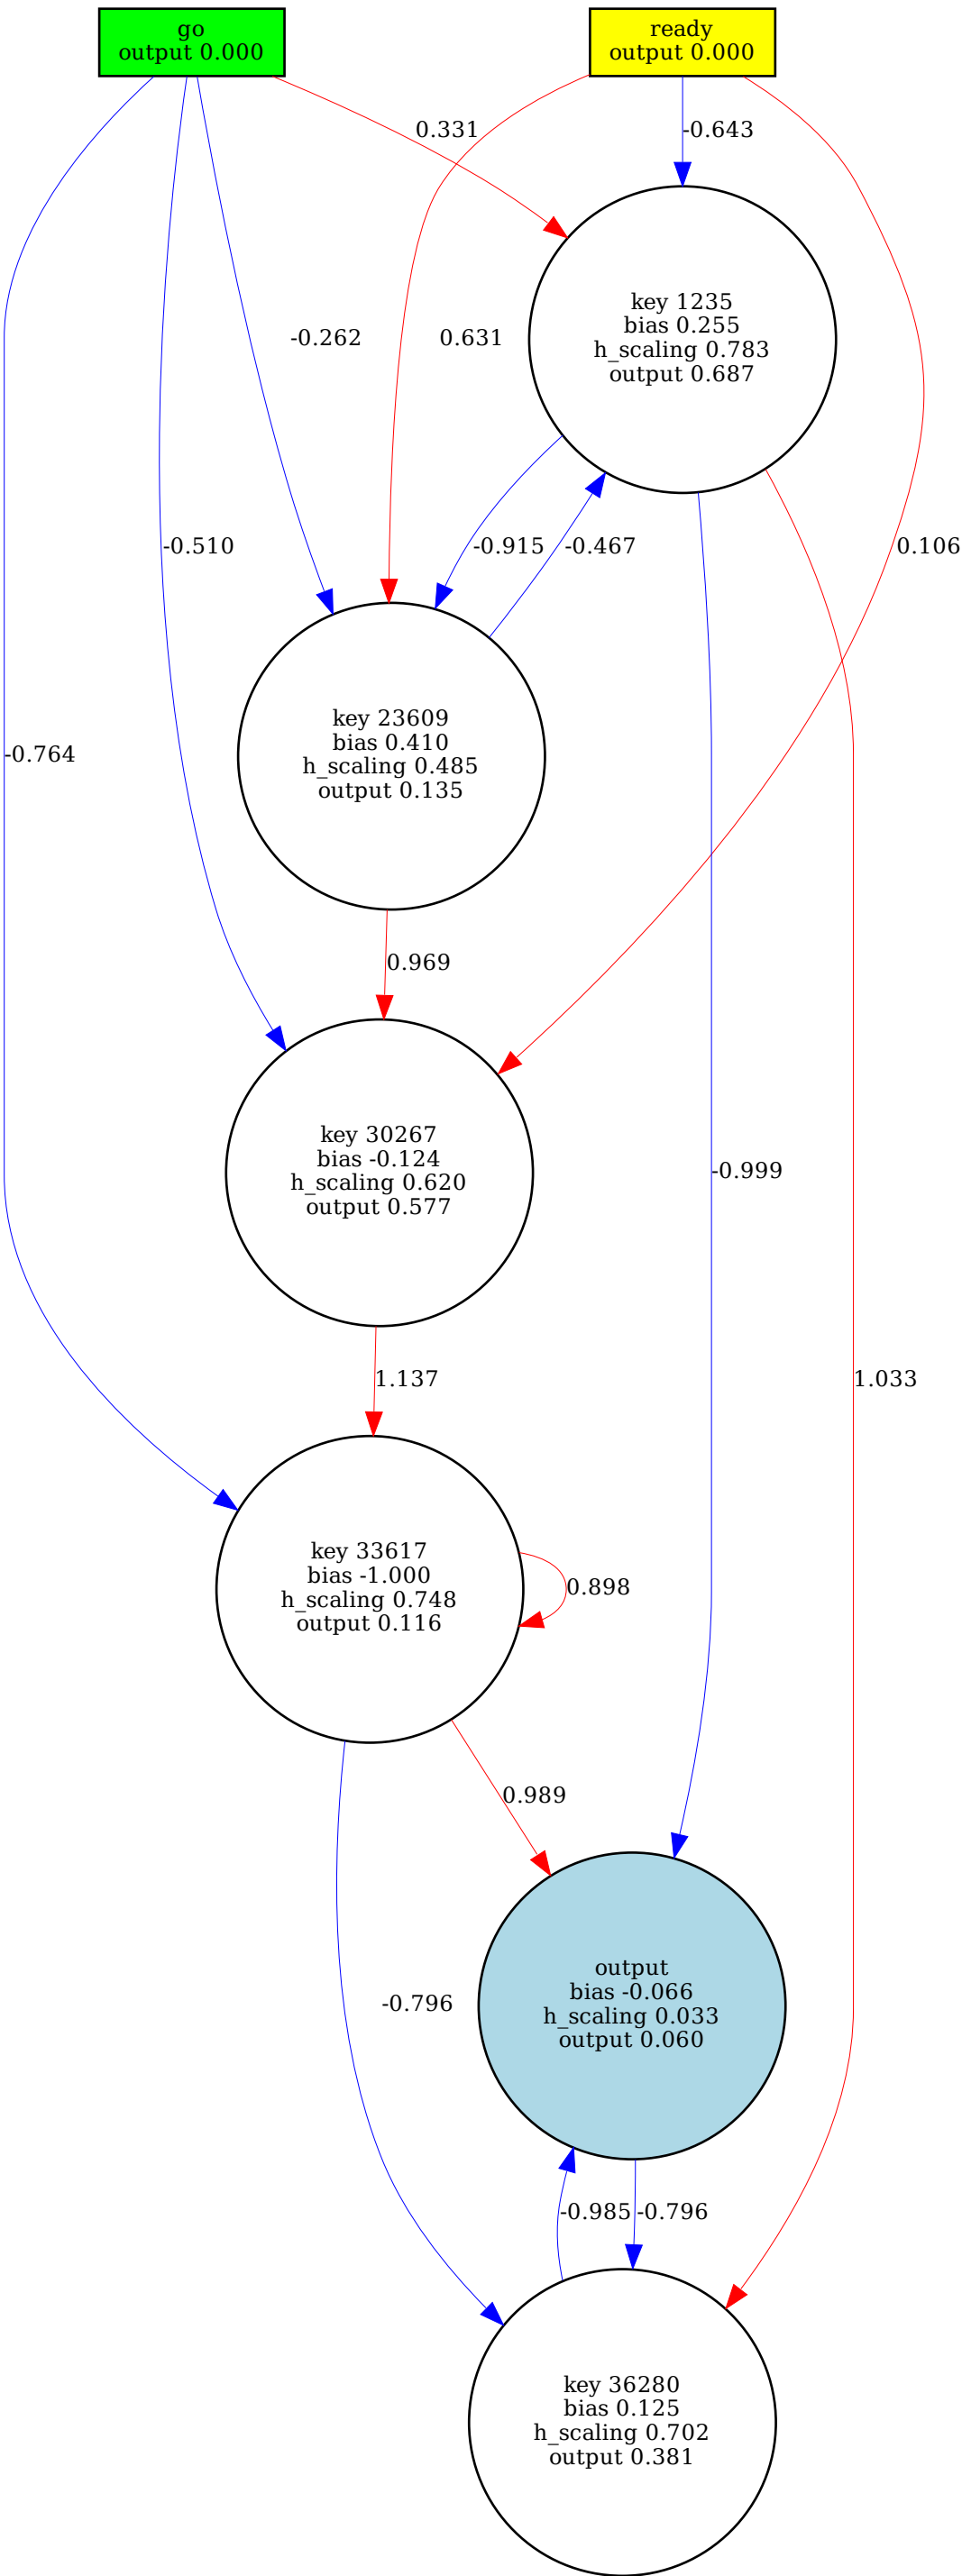 go
output 0.000
ready
output 0.000
0.331
-0.643
key 1235
bias 0.255
h_scaling 0.783
output 0.687
-0.262
0.631
-0.510
-0.915
-0.467
0.106
key 23609
bias 0.410
h_scaling 0.485
output 0.135
-0.764
0.969
key 30267
bias -0.124
h_scaling 0.620
output 0.577
-0.999
1.137
1.033
key 33617
bias -1.000
h_scaling 0.748
output 0.116
0.898
0.989
output
bias -0.066
h_scaling 0.033
output 0.060
-0.796
-0.985
-0.796
key 36280
bias 0.125
h_scaling 0.702
output 0.381